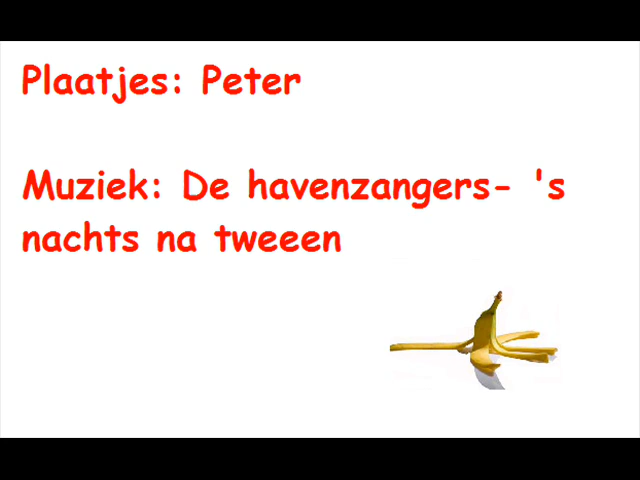 Plaatjes: Peter
Muziek: De havenzangers- 's
nachts na tweeen